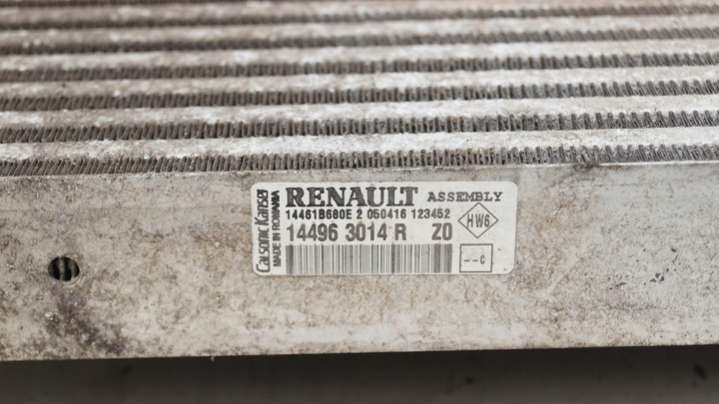 Calsonic Kansei
MADE IN ROMANIA
RENAULT ASSEMBLY
14461B680E 2 050416 123452
HW6
14496 3014 R Z0
--C